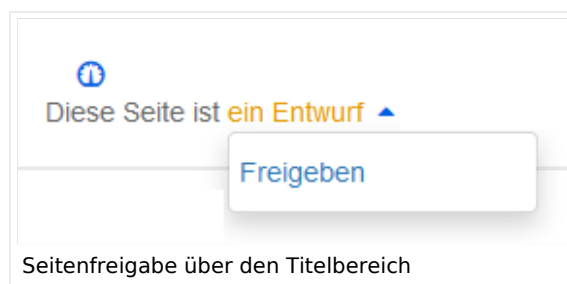 Diese Seite ist ein Entwurf
Freigeben
Seitenfreigabe über den Titelbereich